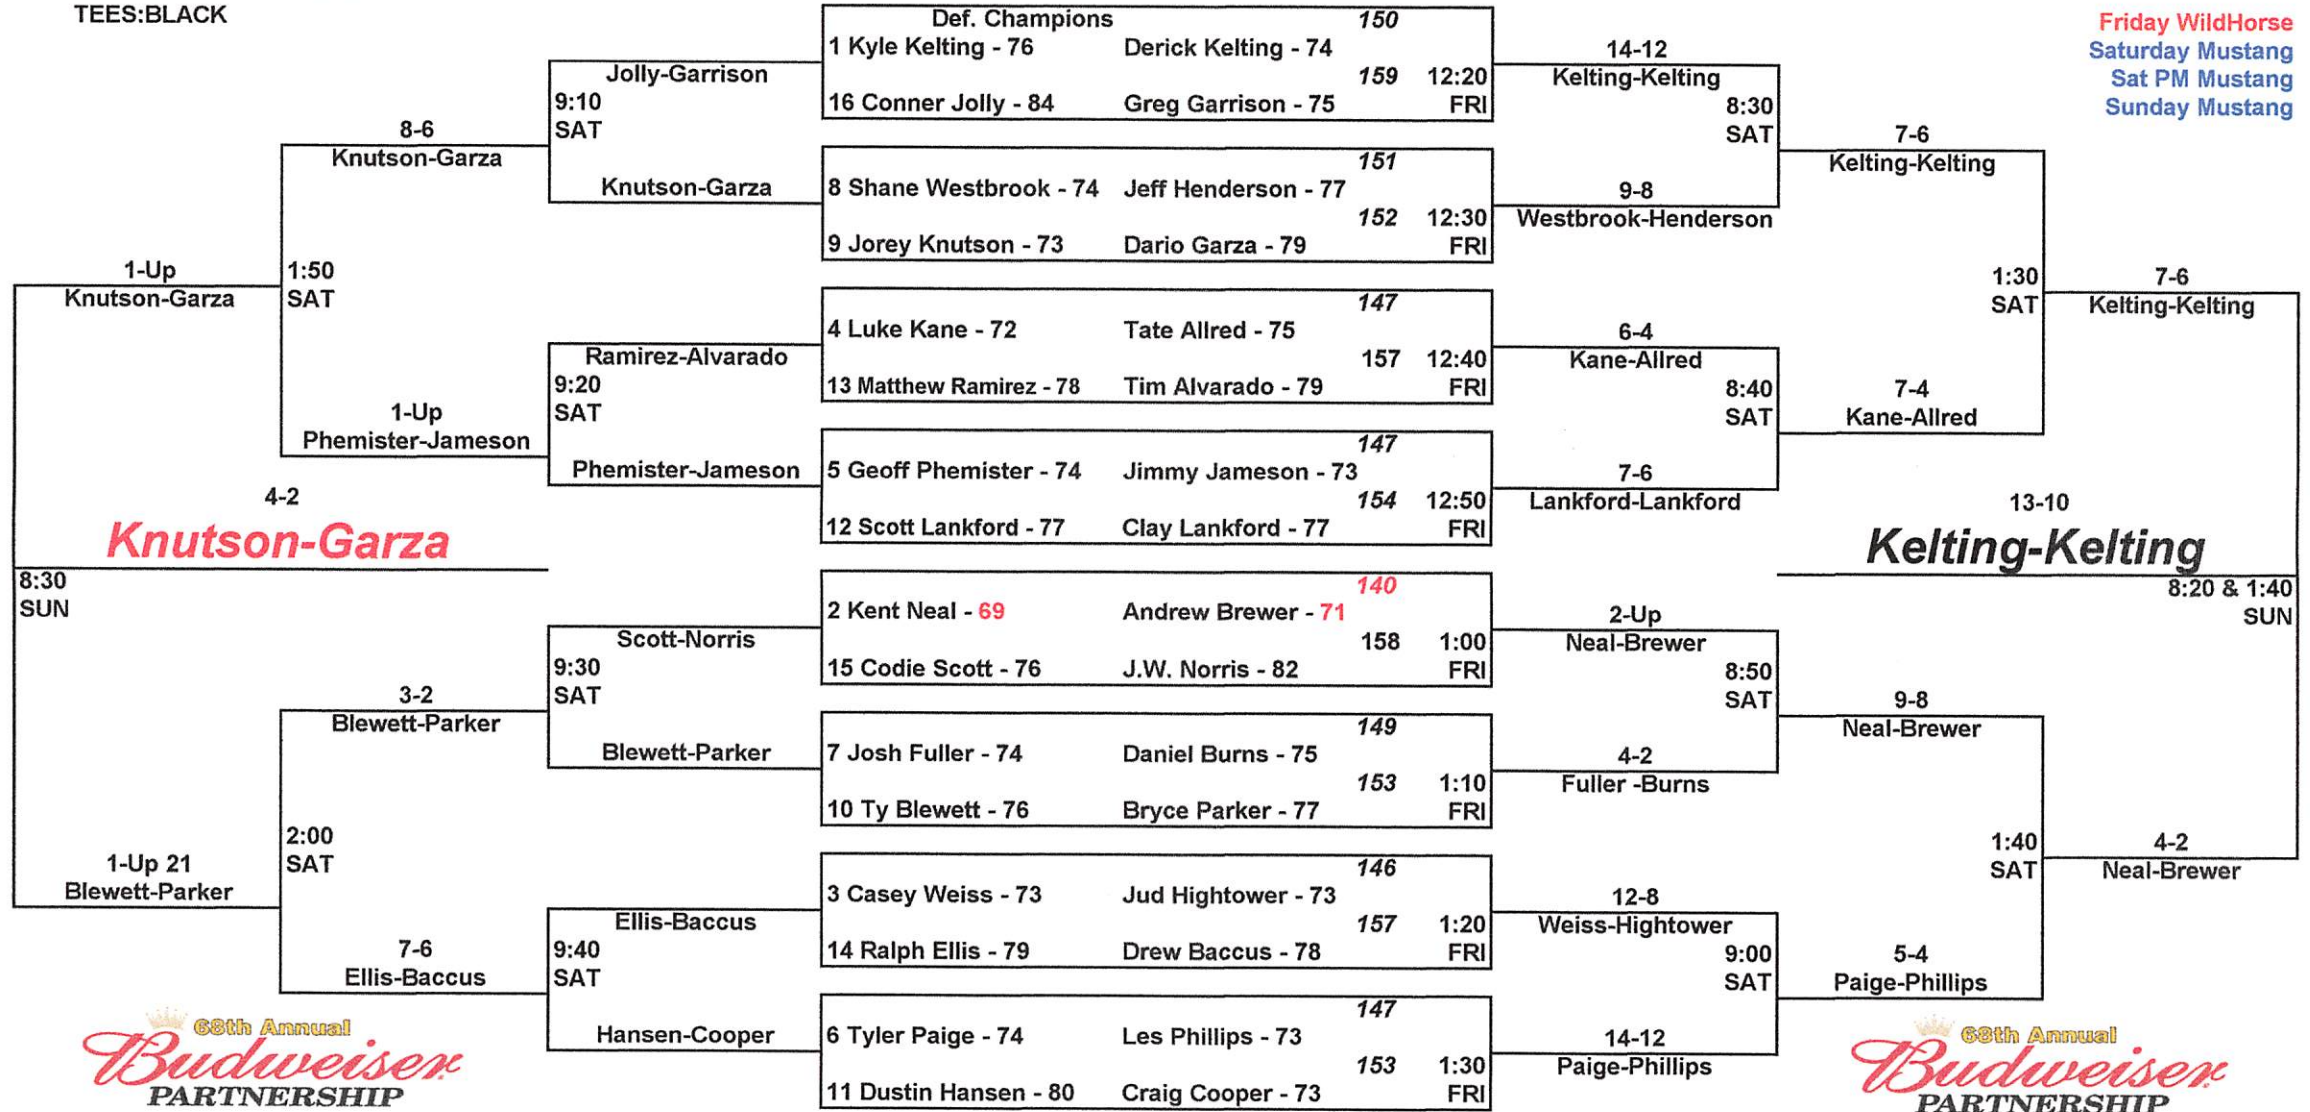 TEES:BLACK
Friday WildHorse
Saturday Mustang
Sat PM Mustang
Sunday Mustang
1-Up
Knutson-Garza
8:30
SUN
4-2
Knutson-Garza
1-Up 21
Blewett-Parker
8-6
Knutson-Garza
1:50
SAT
1-Up
Phemister-Jameson
3-2
Blewett-Parker
2:00
SAT
7-6
Ellis-Baccus
Jolly-Garrison
9:10
SAT
Knutson-Garza
Ramirez-Alvarado
9:20
SAT
Phemister-Jameson
Scott-Norris
9:30
SAT
Blewett-Parker
Ellis-Baccus
9:40
SAT
Hansen-Cooper
Def. Champions 150
1 Kyle Kelting - 76 Derick Kelting - 74
159 12:20
16 Conner Jolly - 84 Greg Garrison - 75 FRI
151
8 Shane Westbrook - 74 Jeff Henderson - 77
152 12:30
9 Jorey Knutson - 73 Dario Garza - 79 FRI
147
4 Luke Kane - 72 Tate Allred - 75
157 12:40
13 Matthew Ramirez - 78 Tim Alvarado - 79 FRI
147
5 Geoff Phemister - 74 Jimmy Jameson - 73
154 12:50
12 Scott Lankford - 77 Clay Lankford - 77 FRI
140
2 Kent Neal - 69 Andrew Brewer - 71
158 1:00
15 Codie Scott - 76 J.W. Norris - 82 FRI
149
7 Josh Fuller - 74 Daniel Burns - 75
153 1:10
10 Ty Blewett - 76 Bryce Parker - 77 FRI
146
3 Casey Weiss - 73 Jud Hightower - 73
157 1:20
14 Ralph Ellis - 79 Drew Baccus - 78 FRI
147
6 Tyler Paige - 74 Les Phillips - 73
153 1:30
11 Dustin Hansen - 80 Craig Cooper - 73 FRI
14-12
Kelting-Kelting
8:30
SAT
9-8
Westbrook-Henderson
6-4
Kane-Allred
8:40
SAT
7-6
Lankford-Lankford
2-Up
Neal-Brewer
8:50
SAT
4-2
Fuller -Burns
12-8
Weiss-Hightower
9:00
SAT
14-12
Paige-Phillips
7-6
Kelting-Kelting
1:30
SAT
7-4
Kane-Allred
9-8
Neal-Brewer
1:40
SAT
5-4
Paige-Phillips
7-6
Kelting-Kelting
13-10
Kelting-Kelting
8:20 & 1:40
SUN
4-2
Neal-Brewer
68th Annual
Budweiser
PARTNERSHIP
68th Annual
Budweiser
PARTNERSHIP